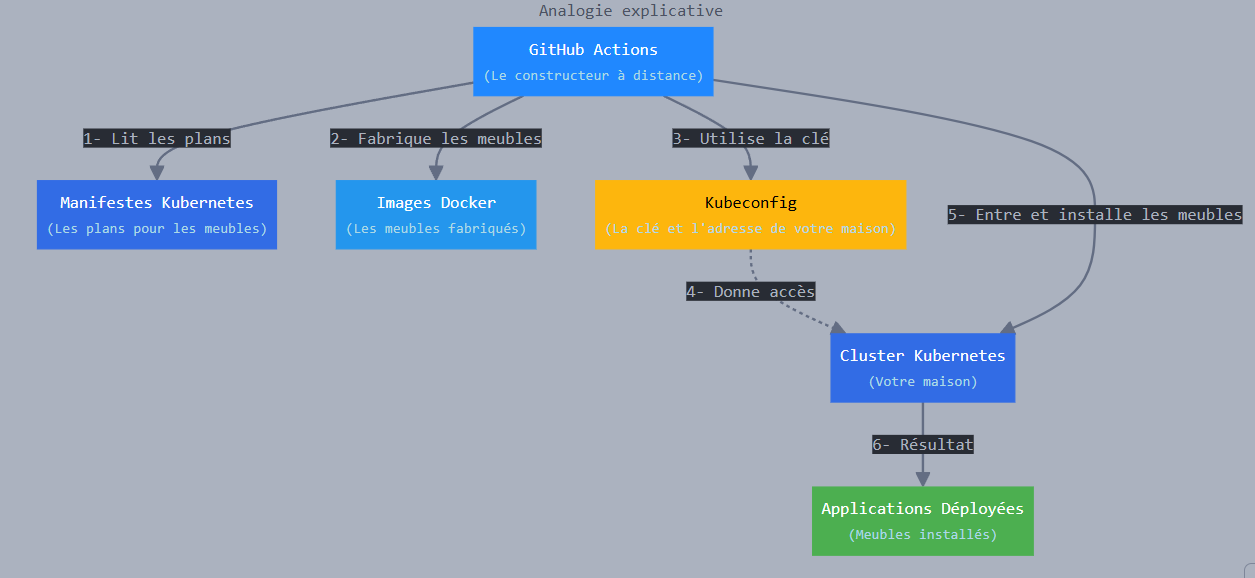 Analogie explicative
GitHub Actions
(Le constructeur à distance)
1- Lit les plans
2- Fabrique les meubles
3- Utilise la clé
Manifestes Kubernetes
(Les plans pour les meubles)
Images Docker
(Les meubles fabriqués)
Kubeconfig
(La clé et l'adresse de votre maison)
5- Entre et installe les meubles
4- Donne accès
Cluster Kubernetes
(Votre maison)
6- Résultat
Applications Déployées
(Meubles installés)